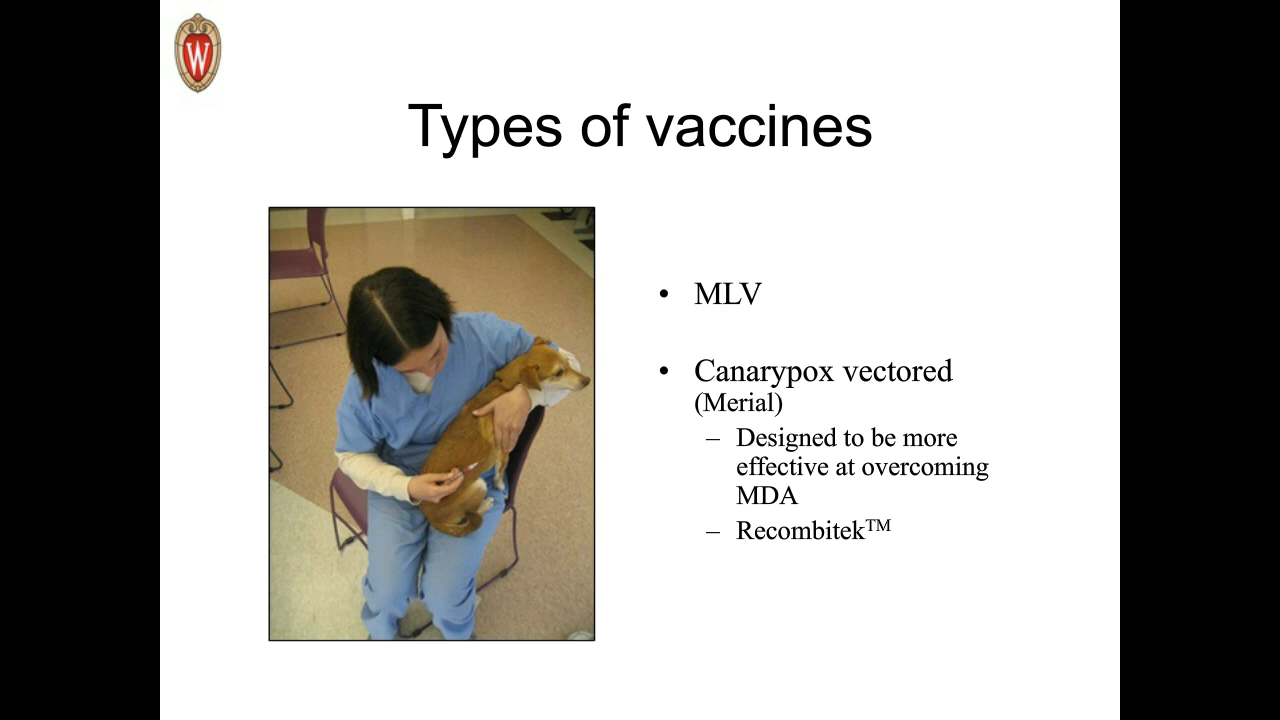 W
Types of vaccines
• MLV
• Canarypox vectored
(Merial)
– Designed to be more
effective at overcoming
MDA
– Recombitek™